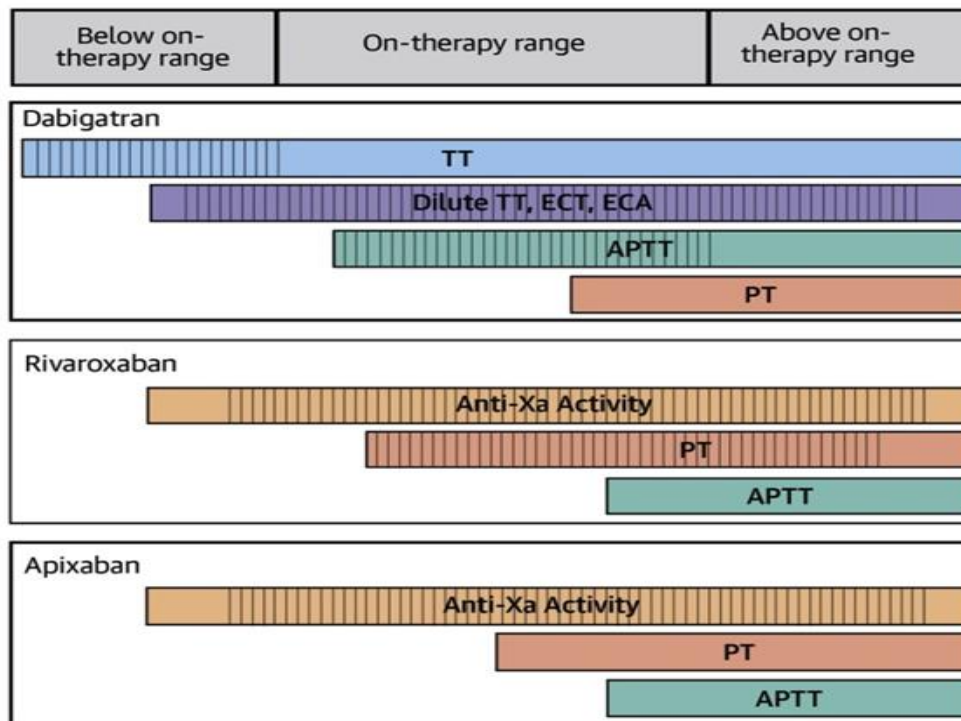 Below on-
therapy range
On-therapy range
Above on-
therapy range
Dabigatran
TT
Dilute TT, ECT, ECA
APTT
PT
Rivaroxaban
Anti-Xa Activity
PT
APTT
Apixaban
Anti-Xa Activity
PT
APTT